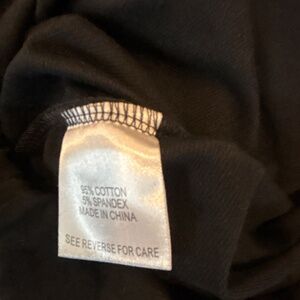 95% COTTON
5% SPANDEX
MADE IN CHINA
SEE REVERSE FOR CARE